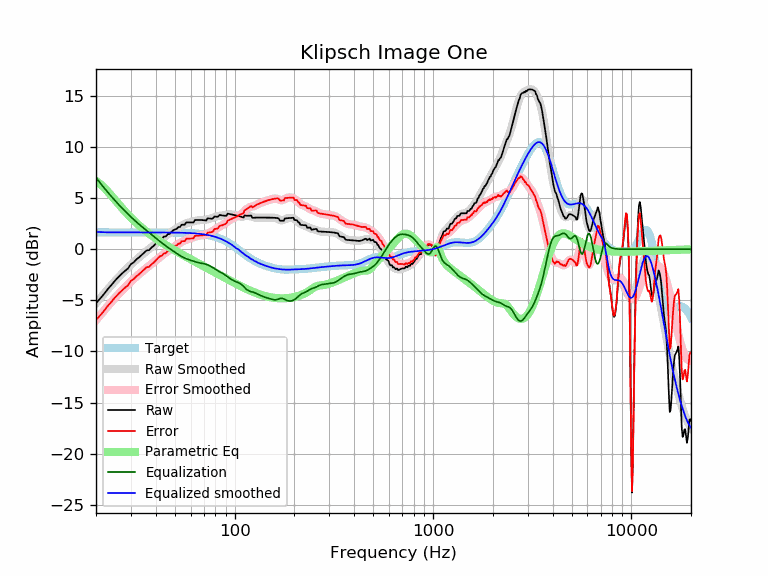 Klipsch Image One
Amplitude (dBr)
15
10
5
0
−5
−10
−15
−20
−25
Target
Raw Smoothed
Error Smoothed
Raw
Error
Parametric Eq
Equalization
Equalized smoothed
100
1000
10000
Frequency (Hz)